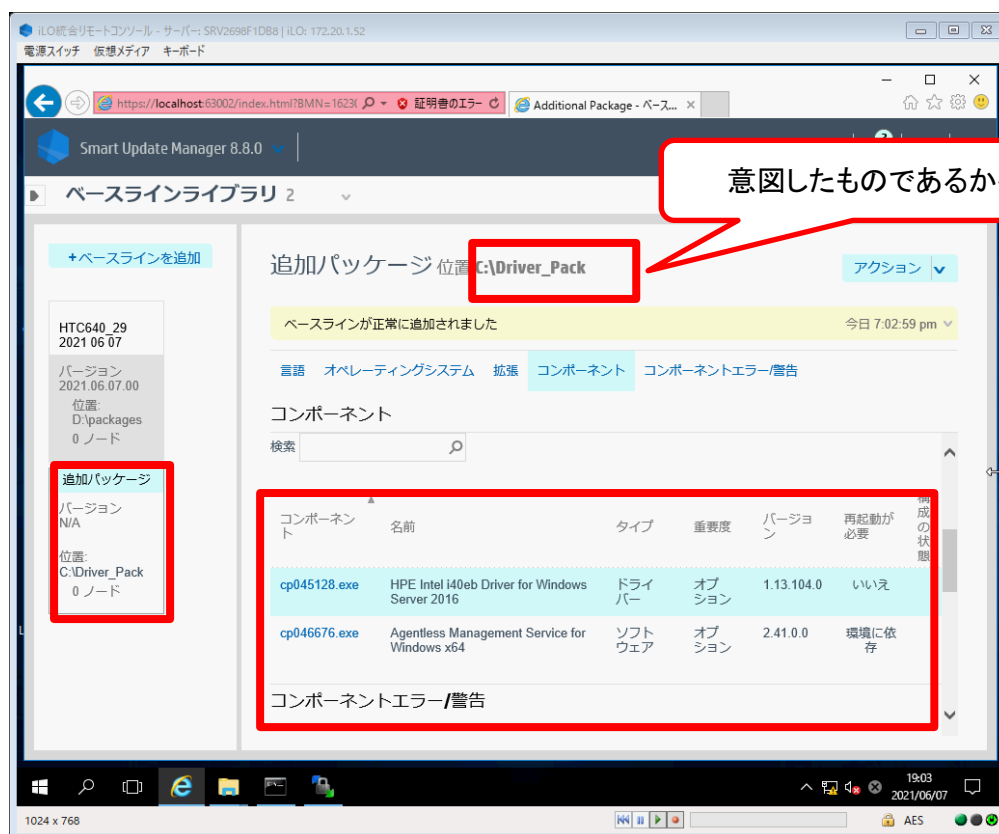 iLO統合リモートコンソール - サーバー: SRV2698F1DB8 | iLO: 172.20.1.52
電源スイッチ 仮想メディア キーボード
https://localhost:63002/index.html?BMN=1623( 証明書のエラー Additional Package - ベース...
Smart Update Manager 8.8.0
意図したものであるか
ベースラインライブラリ 2
+ベースラインを追加
追加パッケージ 位置 C:\Driver_Pack
アクション
ベースラインが正常に追加されました 今日 7:02:59 pm
HTC640_29
2021 06 07
バージョン
2021.06.07.00
位置:
D:\packages
0 ノード
言語 オペレーティングシステム 拡張 コンポーネント コンポーネントエラー/警告
コンポーネント
検索
追加パッケージ
バージョン
N/A
位置:
C:\Driver_Pack
0 ノード
コンポーネント 名前 タイプ 重要度 バージョン 再起動が必要 構成の状態
cp045128.exe HPE Intel i40eb Driver for Windows Server 2016 ドライバー オプション 1.13.104.0 いいえ
cp046676.exe Agentless Management Service for Windows x64 ソフトウェア オプション 2.41.0.0 環境に依存
コンポーネントエラー/警告
19:03
2021/06/07
1024 x 768 AES